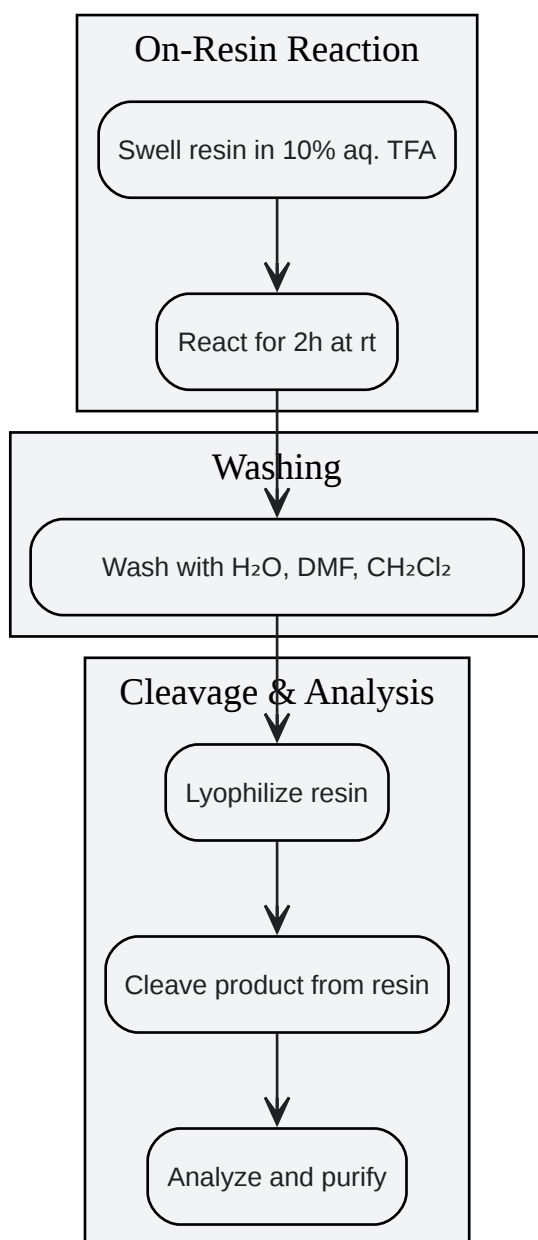 On-Resin Reaction
Swell resin in 10% aq. TFA
React for 2h at rt
Washing
Wash with H₂O, DMF, CH₂Cl₂
Cleavage & Analysis
Lyophilize resin
Cleave product from resin
Analyze and purify